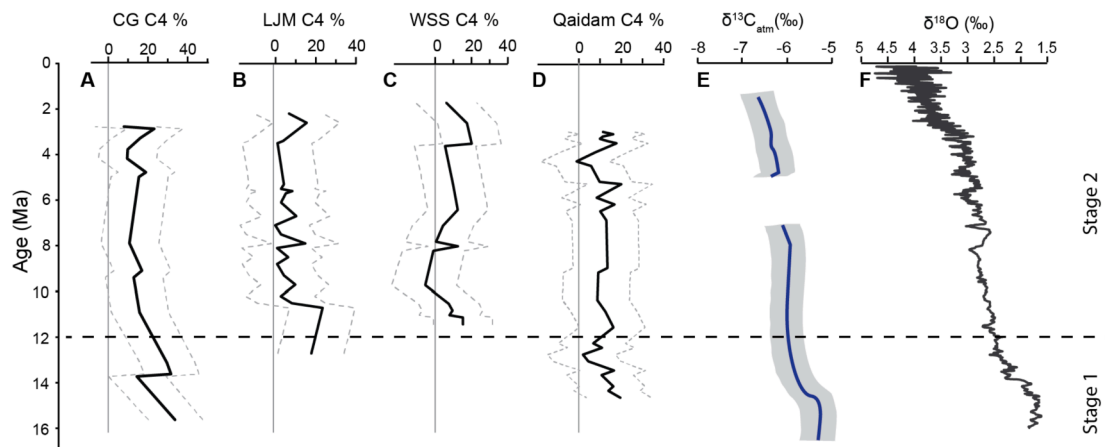 CG C4 % LJM C4 % WSS C4 % Qaidam C4 % δ¹³Cₐₜₘ(‰) δ¹⁸O (‰)
0 20 40 0 20 40 0 20 40 0 20 40 -8 -7 -6 -5 5 4.5 4 3.5 3 2.5 2 1.5
A B C D E F
0
2
4
6
8
10
12
14
16
Age (Ma)
Stage 2
Stage 1